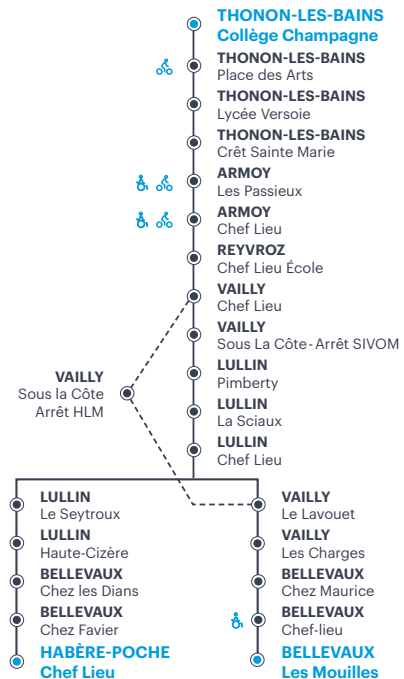 THONON-LES-BAINS
Collège Champagne
THONON-LES-BAINS
Place des Arts
THONON-LES-BAINS
Lycée Versoie
THONON-LES-BAINS
Crêt Sainte Marie
ARMOY
Les Passieux
ARMOY
Chef Lieu
REYVROZ
Chef Lieu École
VAILLY
Chef Lieu
VAILLY
Sous La Côte - Arrêt SIVOM
VAILLY
Sous la Côte
Arrêt HLM
LULLIN
Pimberty
LULLIN
La Sciaux
LULLIN
Chef Lieu
LULLIN
Le Seytroux
LULLIN
Haute-Cizère
BELLEVAUX
Chez les Dians
BELLEVAUX
Chez Favier
HABÈRE-POCHE
Chef Lieu
VAILLY
Le Lavouet
VAILLY
Les Charges
BELLEVAUX
Chez Maurice
BELLEVAUX
Chef-lieu
BELLEVAUX
Les Mouilles